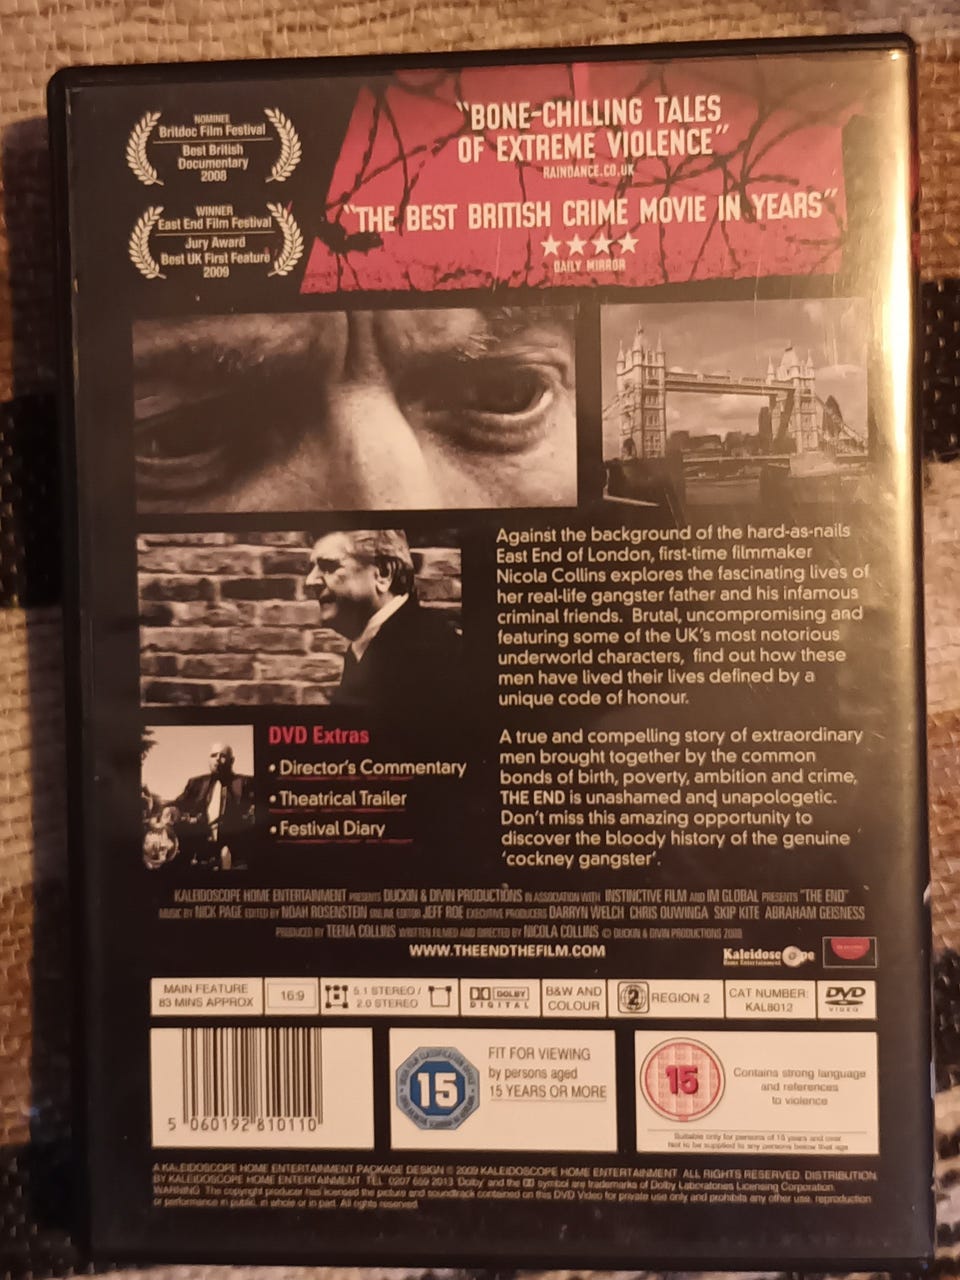 NOMINEE
Britdoc Film Festival
Best British
Documentary
2008
WINNER
East End Film Festival
Jury Award
Best UK First Feature
2009
"BONE-CHILLING TALES
OF EXTREME VIOLENCE"
RAINDANCE.CO.UK
"THE BEST BRITISH CRIME MOVIE IN YEARS"
★★★★
DAILY MIRROR
Against the background of the hard-as-nails
East End of London, first-time filmmaker
Nicola Collins explores the fascinating lives of
her real-life gangster father and his infamous
criminal friends. Brutal, uncompromising and
featuring some of the UK's most notorious
underworld characters, find out how these
men have lived their lives defined by a
unique code of honour.
A true and compelling story of extraordinary
men brought together by the common
bonds of birth, poverty, ambition and crime,
THE END is unashamed and unapologetic.
Don't miss this amazing opportunity to
discover the bloody history of the genuine
'cockney gangster'.
DVD Extras
• Director's Commentary
• Theatrical Trailer
• Festival Diary
KALEIDOSCOPE HOME ENTERTAINMENT PRESENTS DUCKIN & DIVIN PRODUCTIONS IN ASSOCIATION WITH INSTINCTIVE FILM AND IM GLOBAL PRESENTS "THE END"
MUSIC BY NICK PAGE EDITED BY NOAH ROSENSTEIN ONLINE EDITOR JEFF ROE EXECUTIVE PRODUCERS DARRYN WELCH CHRIS OUWINGA SKIP KITE ABRAHAM GEISNESS
PRODUCED BY TEENA COLLINS WRITTEN FILMED AND DIRECTED BY NICOLA COLLINS © DUCKIN & DIVIN PRODUCTIONS 2008
WWW.THEENDTHEFILM.COM
Kaleidoscope
Home Entertainment
MAIN FEATURE
83 MINS APPROX
16:9
5.1 STEREO /
2.0 STEREO
DOLBY
DIGITAL
B&W AND
COLOUR
2
REGION 2
CAT NUMBER:
KAL8012
DVD
VIDEO
5 060192 810110
15
FIT FOR VIEWING
by persons aged
15 YEARS OR MORE
15
Contains strong language
and references
to violence
Suitable only for persons of 15 years and over
Not to be supplied to any persons below that age
A KALEIDOSCOPE HOME ENTERTAINMENT PACKAGE DESIGN © 2009 KALEIDOSCOPE HOME ENTERTAINMENT. ALL RIGHTS RESERVED. DISTRIBUTION
BY KALEIDOSCOPE HOME ENTERTAINMENT TEL. 0207 659 2013 Dolby and the DD symbol are trademarks of Dolby Laboratories Licensing Corporation.
WARNING: The copyright producer has licensed the picture and soundtrack contained on this DVD Video for private use only and prohibits any other use, reproduction
or performance in public, in whole or in part. All rights reserved.